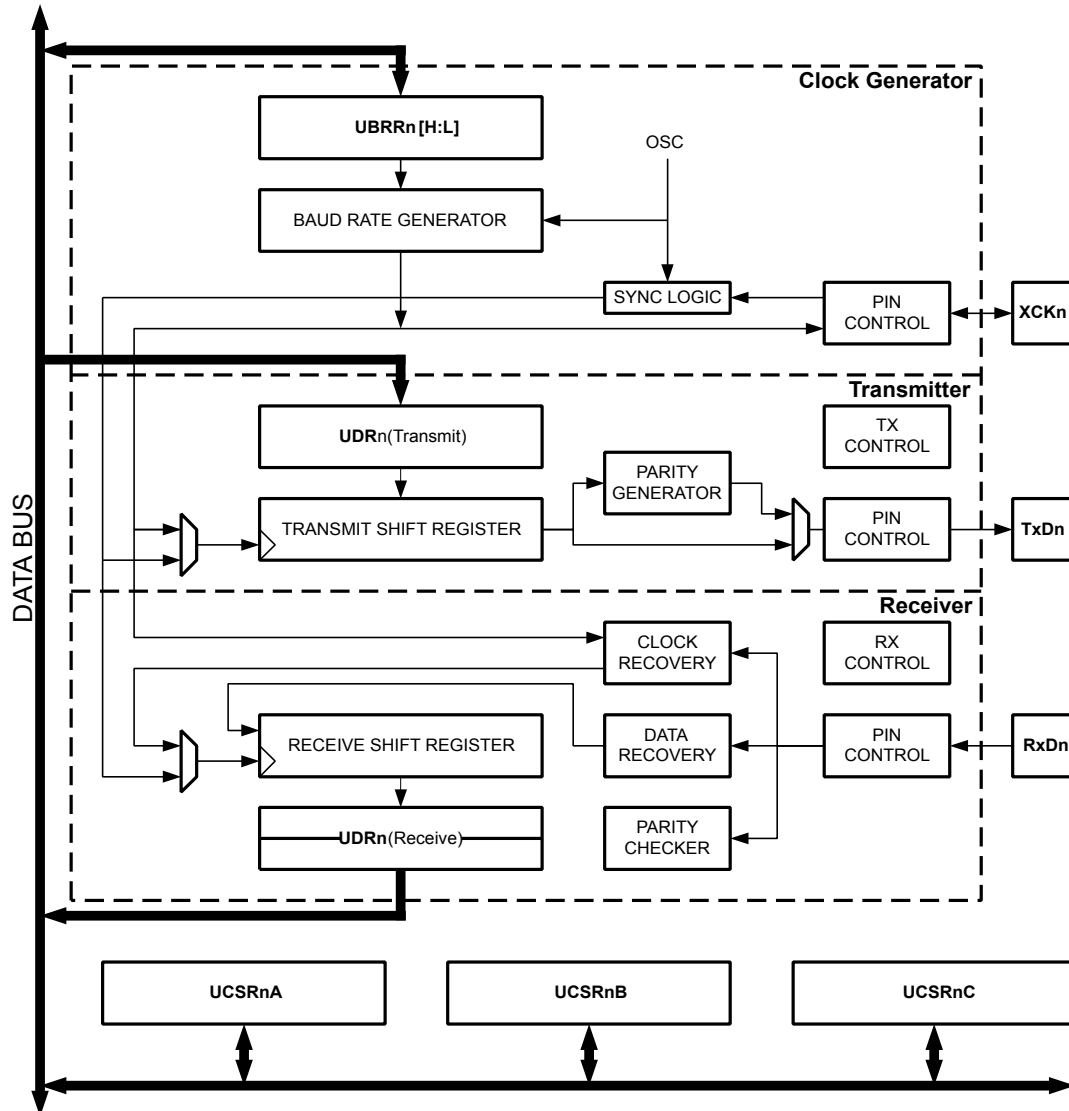 Clock Generator
UBRRn [H:L]
OSC
BAUD RATE GENERATOR
SYNC LOGIC
PIN
CONTROL
XCKn
DATA BUS
Transmitter
UDRn(Transmit)
TX
CONTROL
PARITY
GENERATOR
TRANSMIT SHIFT REGISTER
PIN
CONTROL
TxDn
Receiver
CLOCK
RECOVERY
RX
CONTROL
RECEIVE SHIFT REGISTER
DATA
RECOVERY
PIN
CONTROL
RxDn
UDRn(Receive)
PARITY
CHECKER
UCSRnA
UCSRnB
UCSRnC